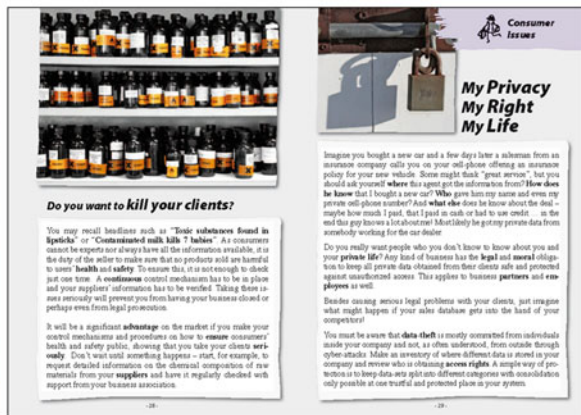 Do you want to kill your clients?
You may recall headlines such as "Toxic substances found in
lipsticks" or "Contaminated milk kills 7 babies". As consumers
cannot be experts nor always have all the information available, it is
the duty of the seller to make sure that no products sold are harmful
to users' health and safety. To ensure this, it is not enough to check
just one time. A continuous control mechanism has to be in place
and your suppliers' information has to be verified. Taking these is-
sues seriously will prevent you from having your business closed or
perhaps even from legal prosecution.
It will be a significant advantage on the market if you make your
control mechanisms and procedures on how to ensure consumers'
health and safety public, showing that you take your clients seri-
ously. Don't wait until something happens – start, for example, to
request detailed information on the chemical composition of raw
materials from your suppliers and have it regularly checked with
support from your business association.
- 28 -
Consumer
Issues
My Privacy
My Right
My Life
Imagine you bought a new car and a few days later a salesman from an
insurance company calls you on your cell-phone offering an insurance
policy for your new vehicle. Some might think "great service", but you
should ask yourself where this agent got the information from? How does
he know that I bought a new car? Who gave him my name and even my
private cell-phone number? And what else does he know about the deal –
maybe how much I paid, that I paid in cash or had to use credit ... in the
end this guy knows a lot about me! Most likely he got my private data from
somebody working for the car dealer.
Do you really want people who you don't know to know about you and
your private life? Any kind of business has the legal and moral obliga-
tion to keep all private data obtained from their clients safe and protected
against unauthorized access. This applies to business partners and em-
ployees as well.
Besides causing serious legal problems with your clients, just imagine
what might happen if your sales database gets into the hand of your
competitors!
You must be aware that data-theft is mostly committed from individuals
inside your company and not, as often understood, from outside through
cyber-attacks. Make an inventory of where different data is stored in your
company and review who is obtaining access rights. A simple way of pro-
tection is to keep data-sets split into different categories with consolidation
only possible at one trustful and protected place in your system.
- 29 -